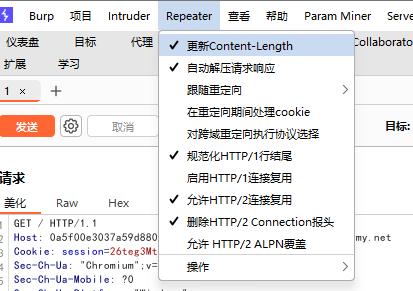 Burp 项目 Intruder Repeater 查看 帮助 Param Miner Serve
仪表盘 目标 代理 Collaborator
扩展 学习
更新Content-Length
自动解压请求响应
跟随重定向
在重定向期间处理cookie
对跨域重定向执行协议选择
规范化HTTP/1行结尾
启用HTTP/1连接复用
允许HTTP/2连接复用
删除HTTP/2 Connection报头
允许 HTTP/2 ALPN覆盖
操作
1 × +
发送 取消 目标:
请求
美化 Raw Hex
1 GET / HTTP/1.1
2 Host: 0a5f00e3037a59d880 my.net
3 Cookie: session=26teg3Mt
4 Sec-Ch-Ua: "Chromium";v=
5 Sec-Ch-Ua-Mobile: ?0